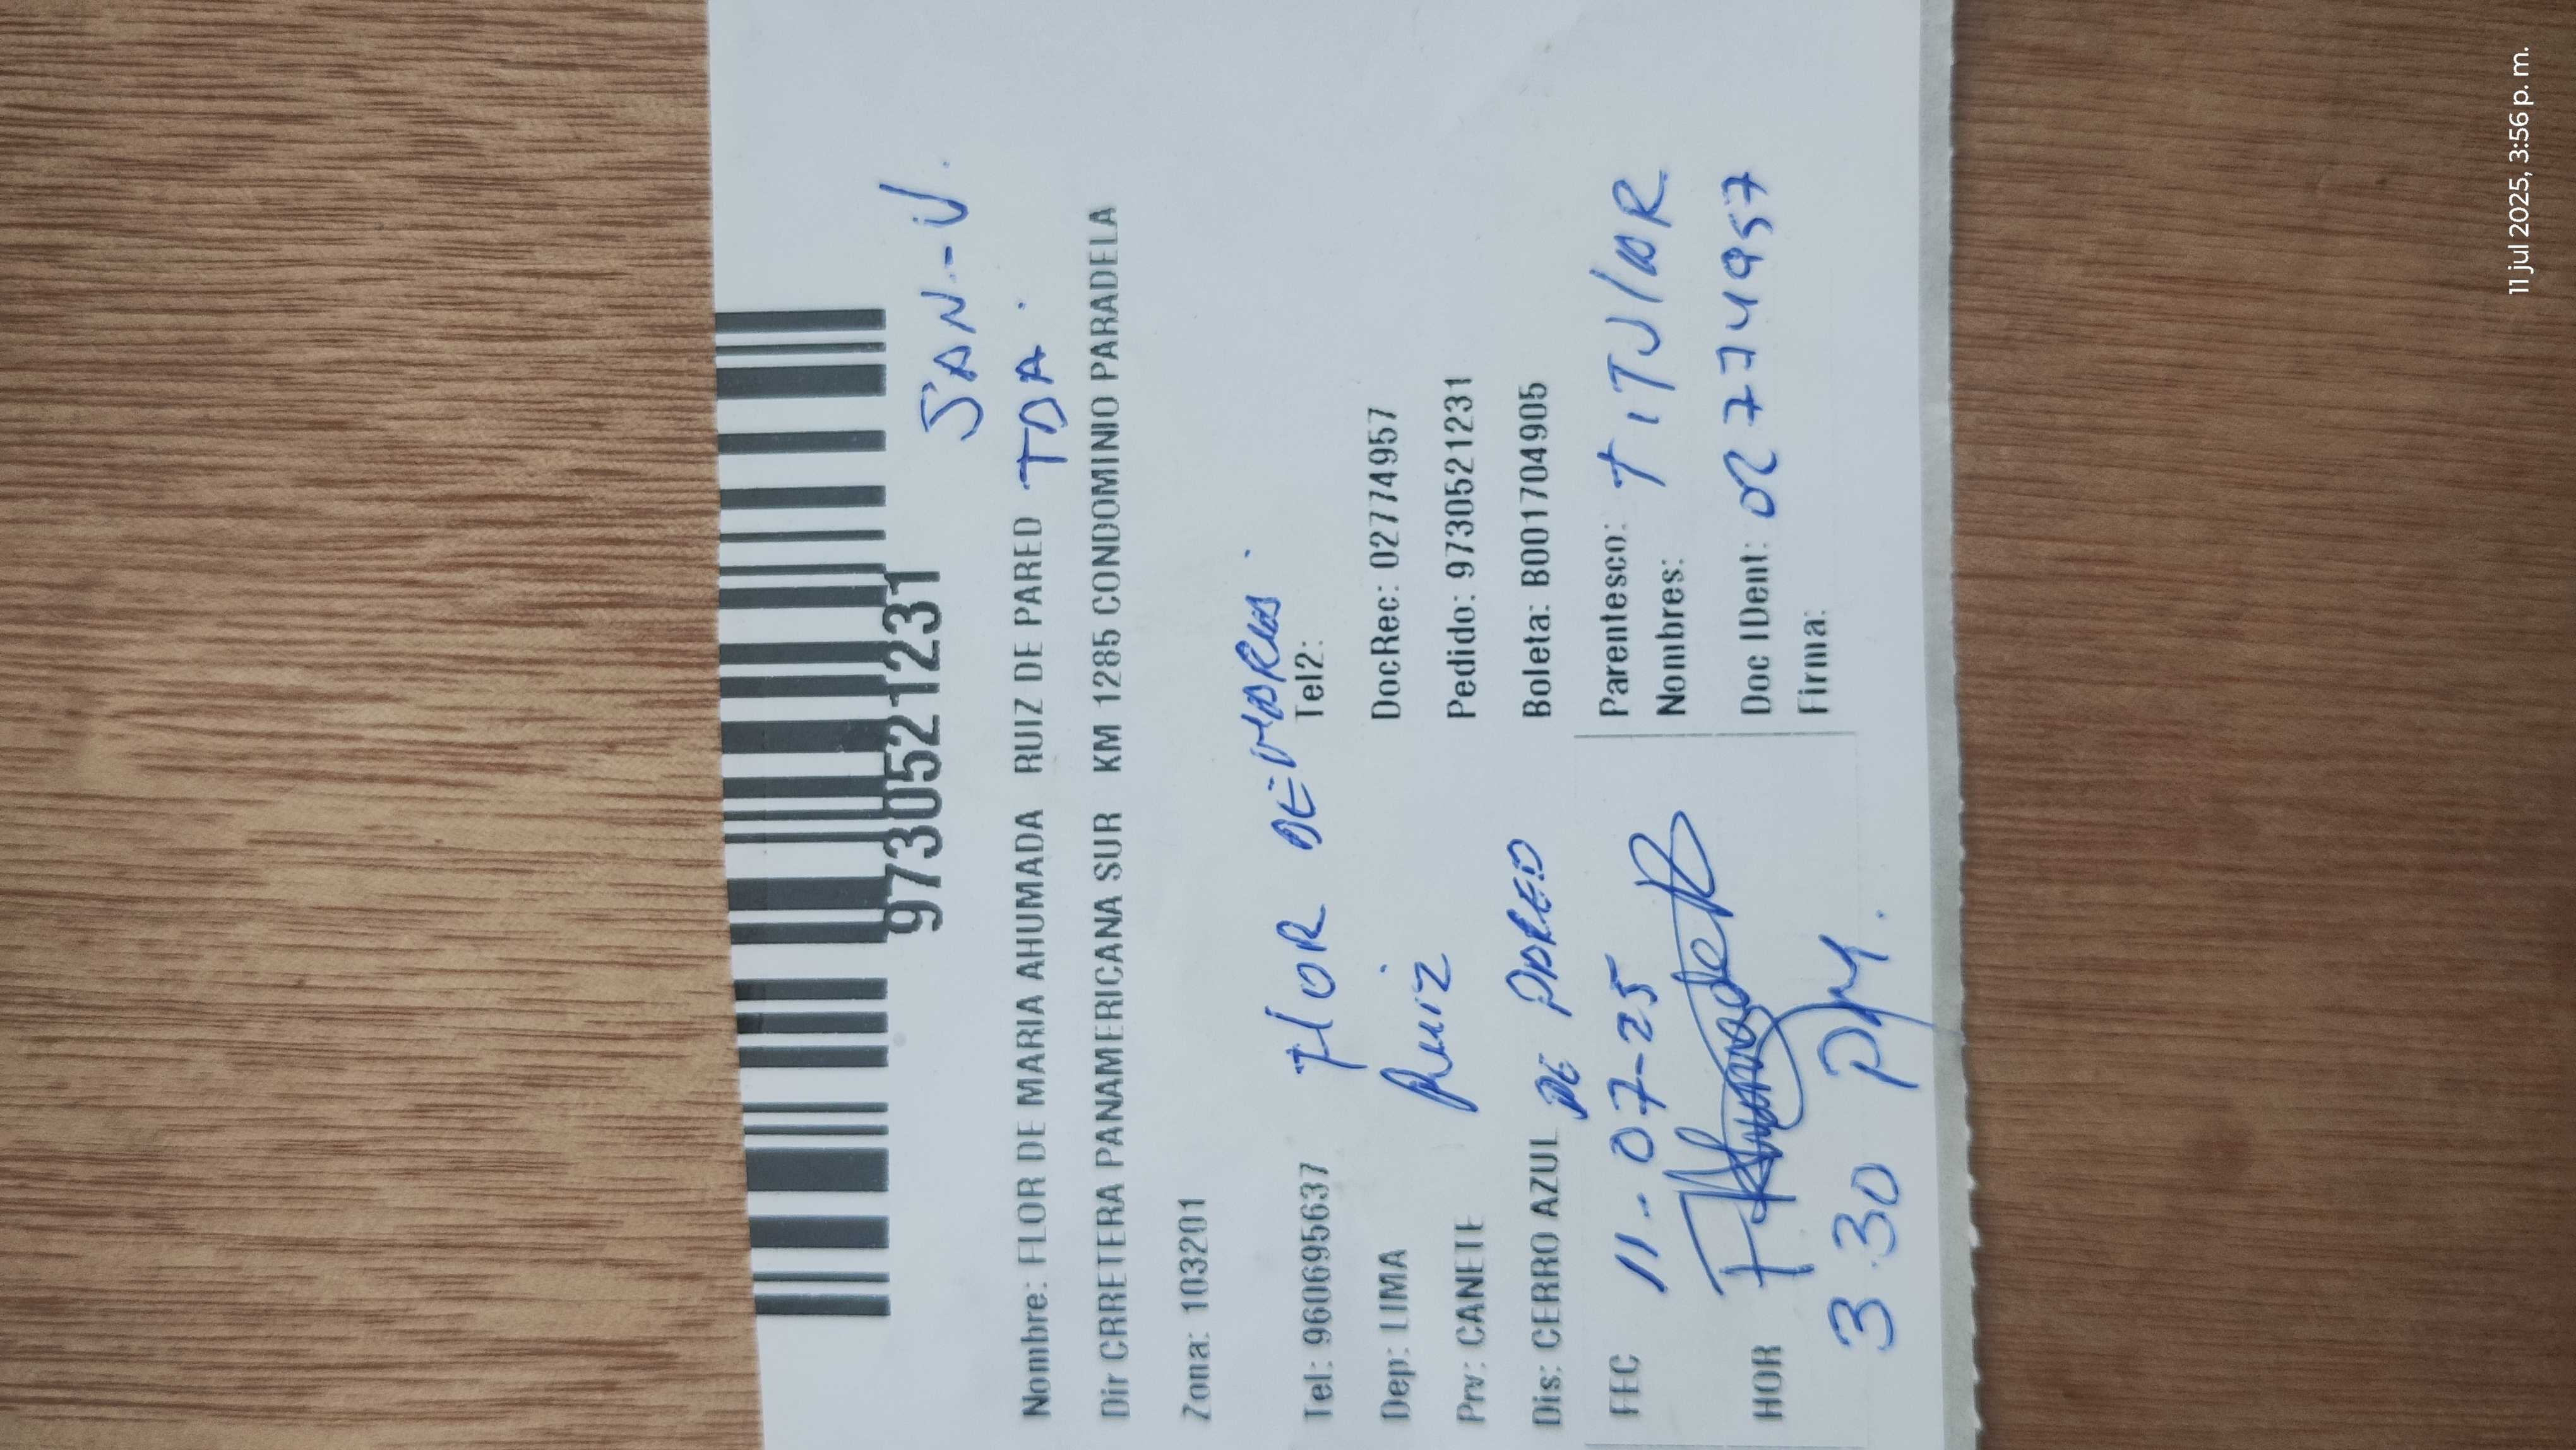 9730521231
SAN-V.
Nombre: FLOR DE MARIA AHUMADA RUIZ DE PARED TDA.
Dir CRRETERA PANAMERICANA SUR KM 1285 CONDOMINIO PARADELA
Zona: 103201
FLOR DE MARIA
Tel: 960695637 Tel2:
Ruiz
Dep: LIMA DocRec: 02774957
Prv: CANETE Pedido: 9730521231
DE PARED
Dis: CERRO AZUL Boleta: B001704905
FEC 11-07-25 Parentesco: TITULAR
Nombres:
HOR Doc IDent: 02774957
3.30 PM. Firma:
11 jul 2025, 3:56 p. m.